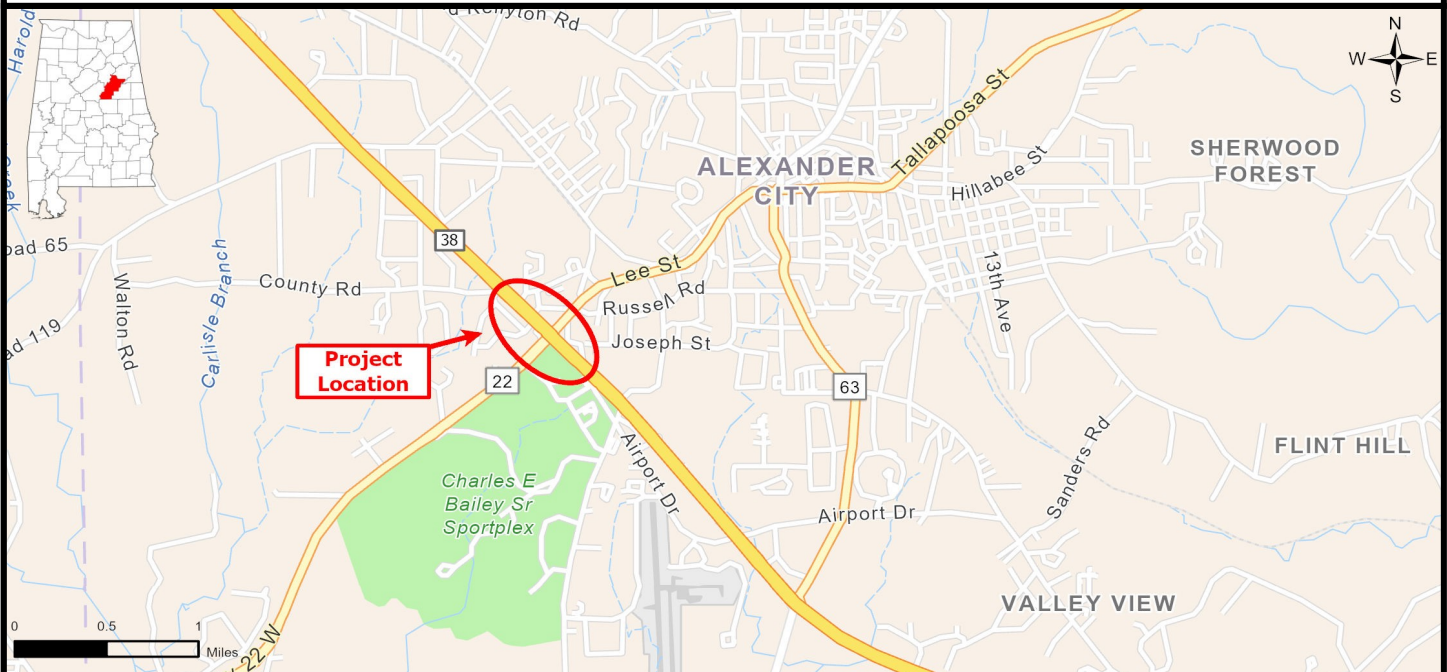 Kellyton Rd
N
W E
S
Harold
Creek
Tallapoosa St
SHERWOOD
FOREST
ALEXANDER
CITY
Hillabee St
38
oad 65
Carlisle Branch
Walton Rd
County Rd
Lee St
Russell Rd
13th Ave
ad 119
Joseph St
Project
Location
22
63
FLINT HILL
Sanders Rd
Airport Dr
Charles E
Bailey Sr
Sportplex
Airport Dr
VALLEY VIEW
0 0.5 1
Miles
22 W